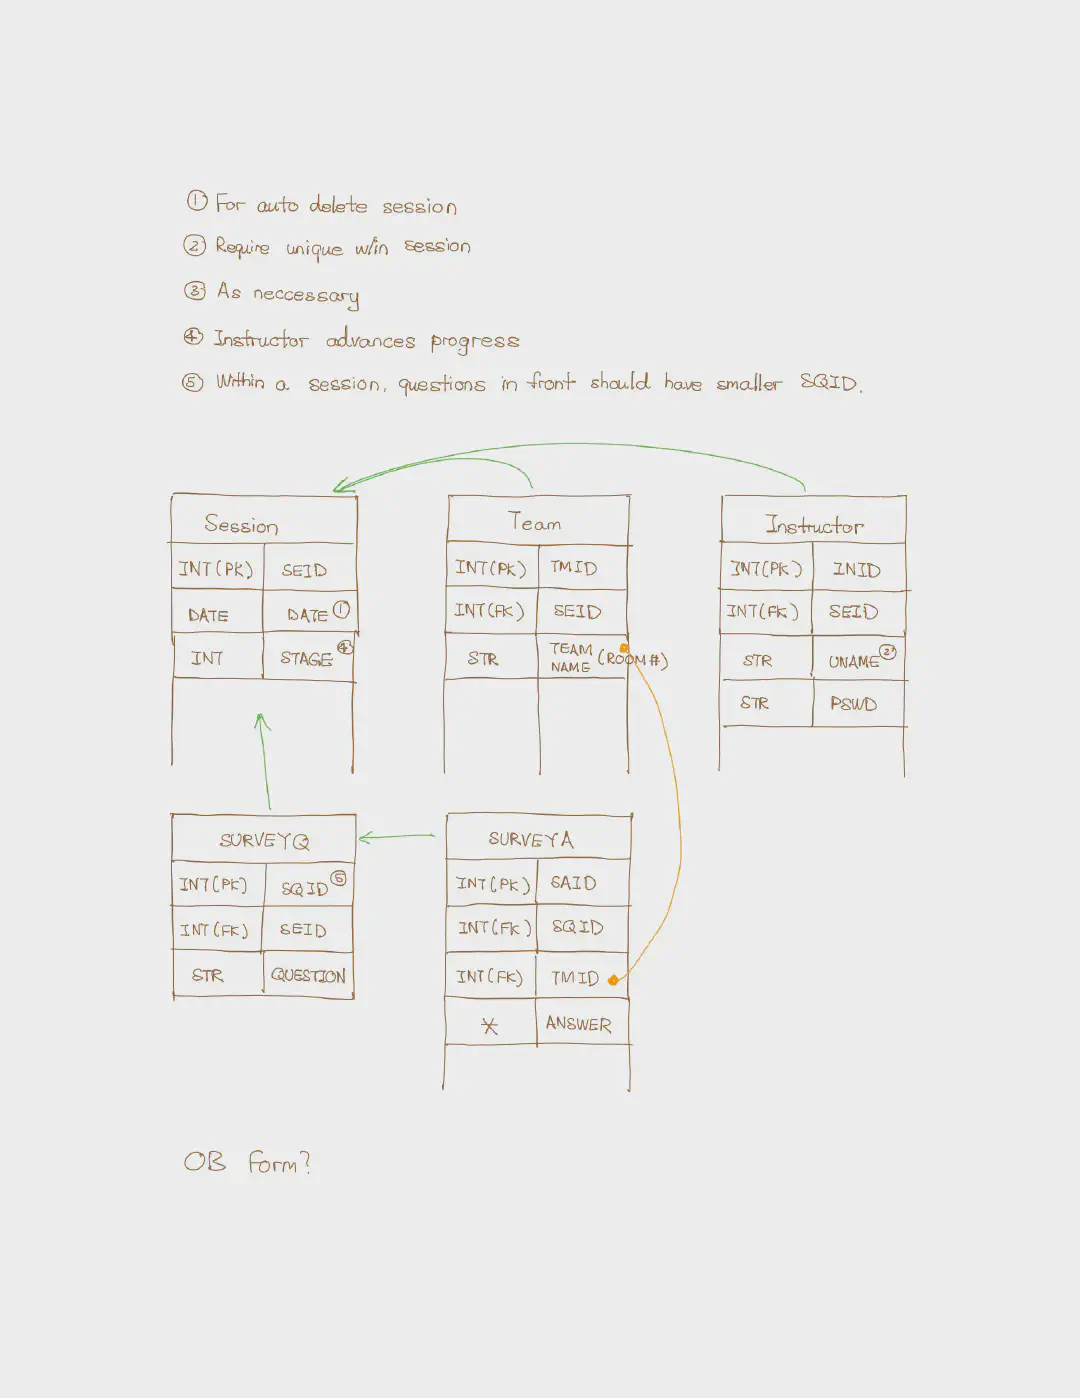 ① For auto delete session
② Require unique w/in session
③ As neccessary
④ Instructor advances progress
⑤ Within a session, questions in front should have smaller SQID.
Session
INT(PK) SEID
DATE DATE ①
INT STAGE ④
Team
INT(PK) TMID
INT(FK) SEID
STR TEAM NAME (ROOM#)
Instructor
INT(PK) INID
INT(FK) SEID
STR UNAME ②
STR PSWD
SURVEYQ
INT(PK) SQID ⑤
INT(FK) SEID
STR QUESTION
SURVEYA
INT(PK) SAID
INT(FK) SQID
INT(FK) TMID
* ANSWER
OB form?